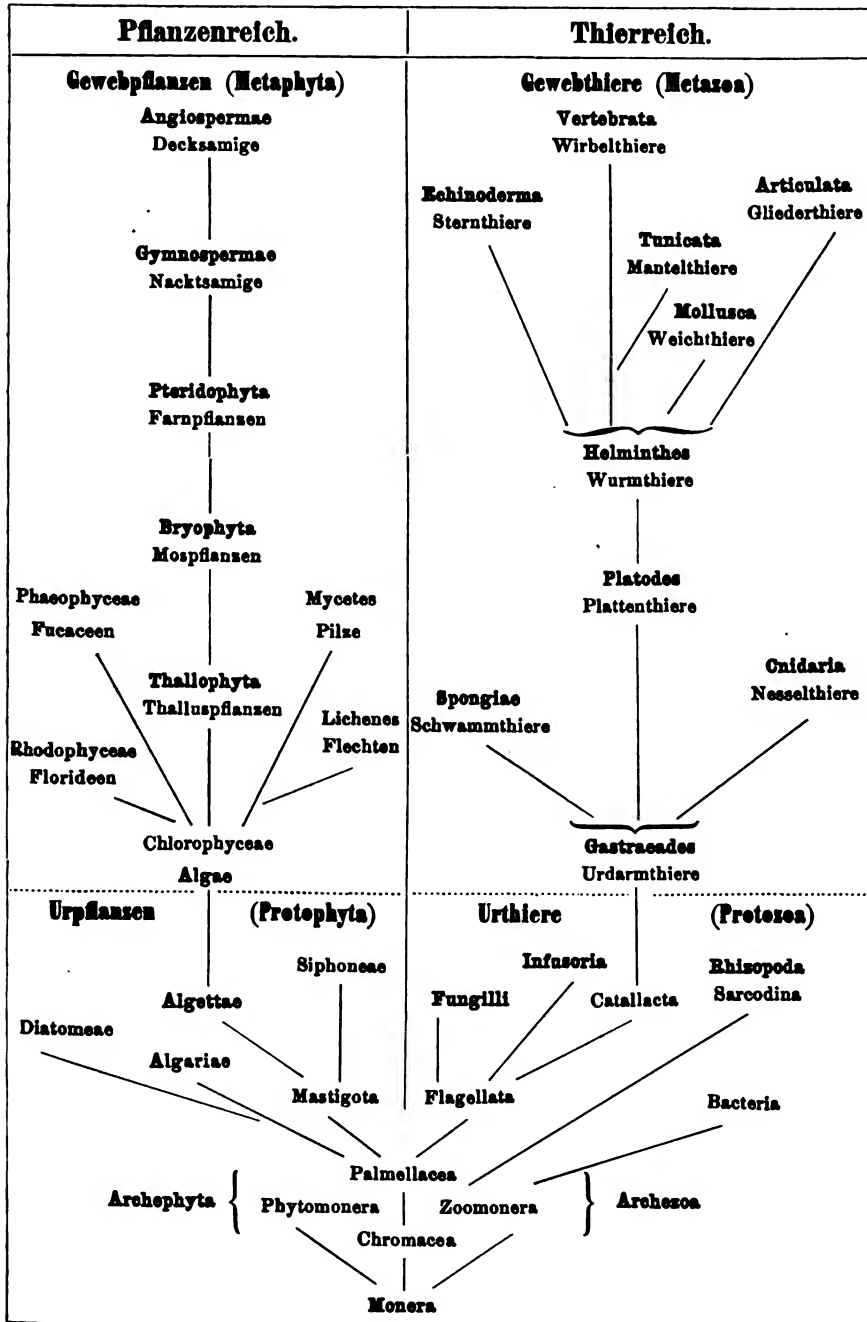 Pflanzenreich.
Thierreich.
Gewebpflanzen (Metaphyta)
Angiospermae
Decksamige
Gymnospermae
Nacktsamige
Pteridophyta
Farnpflanzen
Bryophyta
Mospflanzen
Phaeophyceae
Fucaceen
Mycetes
Pilze
Thallophyta
Thalluspflanzen
Lichenes
Flechten
Rhodophyceae
Florideen
Chlorophyceae
Algae
Gewebthiere (Metazoa)
Vertebrata
Wirbelthiere
Echinoderma
Sternthiere
Articulata
Gliederthiere
Tunicata
Mantelthiere
Mollusca
Weichthiere
Helminthes
Wurmthiere
Platodes
Plattenthiere
Cnidaria
Nesselthiere
Spongiae
Schwammthiere
Gastraeades
Urdarmthiere
Urpflanzen (Protophyta)
Siphoneae
Algettae
Diatomeae
Algariae
Mastigota
Urthiere (Protozoa)
Infusoria
Rhizopoda
Sarcodina
Fungilli
Catallacta
Flagellata
Bacteria
Palmellacea
Archephyta { Phytomonera Zoomonera } Archezoa
Chromacea
Monera